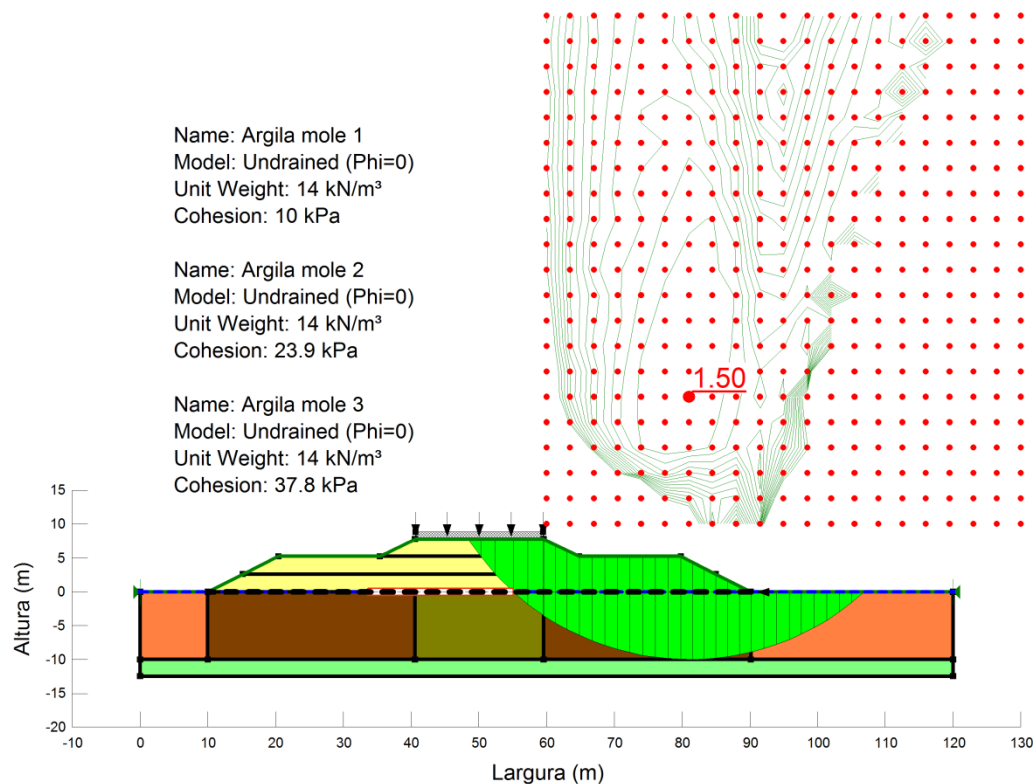 Name: Argila mole 1
Model: Undrained (Phi=0)
Unit Weight: 14 kN/m³
Cohesion: 10 kPa
Name: Argila mole 2
Model: Undrained (Phi=0)
Unit Weight: 14 kN/m³
Cohesion: 23.9 kPa
Name: Argila mole 3
Model: Undrained (Phi=0)
Unit Weight: 14 kN/m³
Cohesion: 37.8 kPa
1.50
Altura (m)
15
10
5
0
-5
-10
-15
-20
-10 0 10 20 30 40 50 60 70 80 90 100 110 120 130
Largura (m)